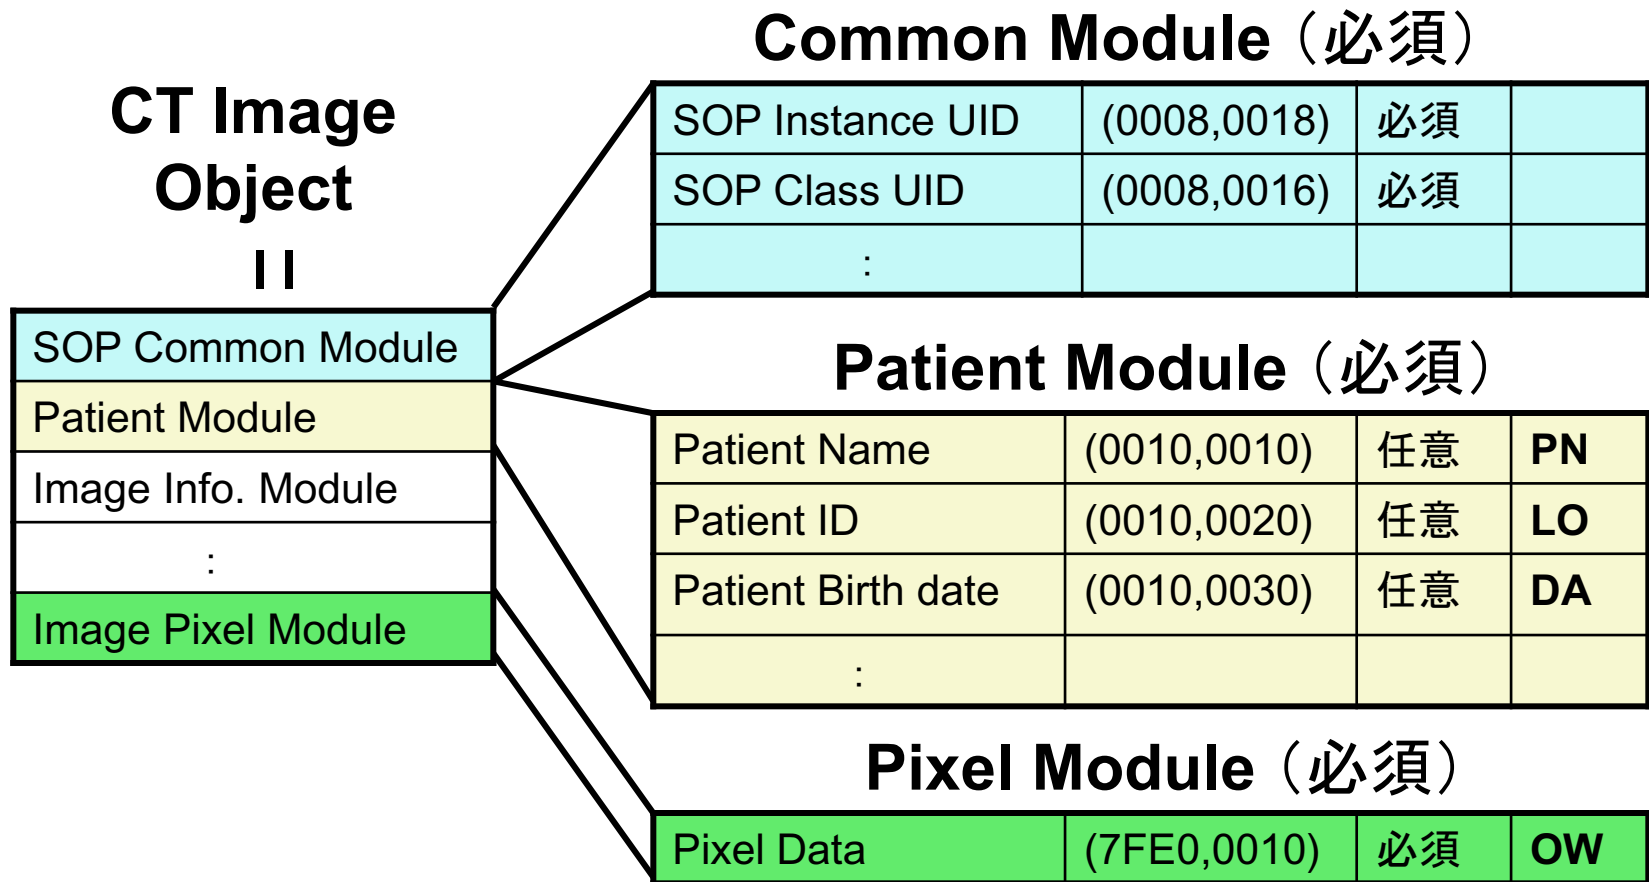 CT Image
Object
=
SOP Common Module
Patient Module
Image Info. Module
:
Image Pixel Module
Common Module（必須）
SOP Instance UID (0008,0018) 必須
SOP Class UID (0008,0016) 必須
:
Patient Module（必須）
Patient Name (0010,0010) 任意 PN
Patient ID (0010,0020) 任意 LO
Patient Birth date (0010,0030) 任意 DA
:
Pixel Module（必須）
Pixel Data (7FE0,0010) 必須 OW